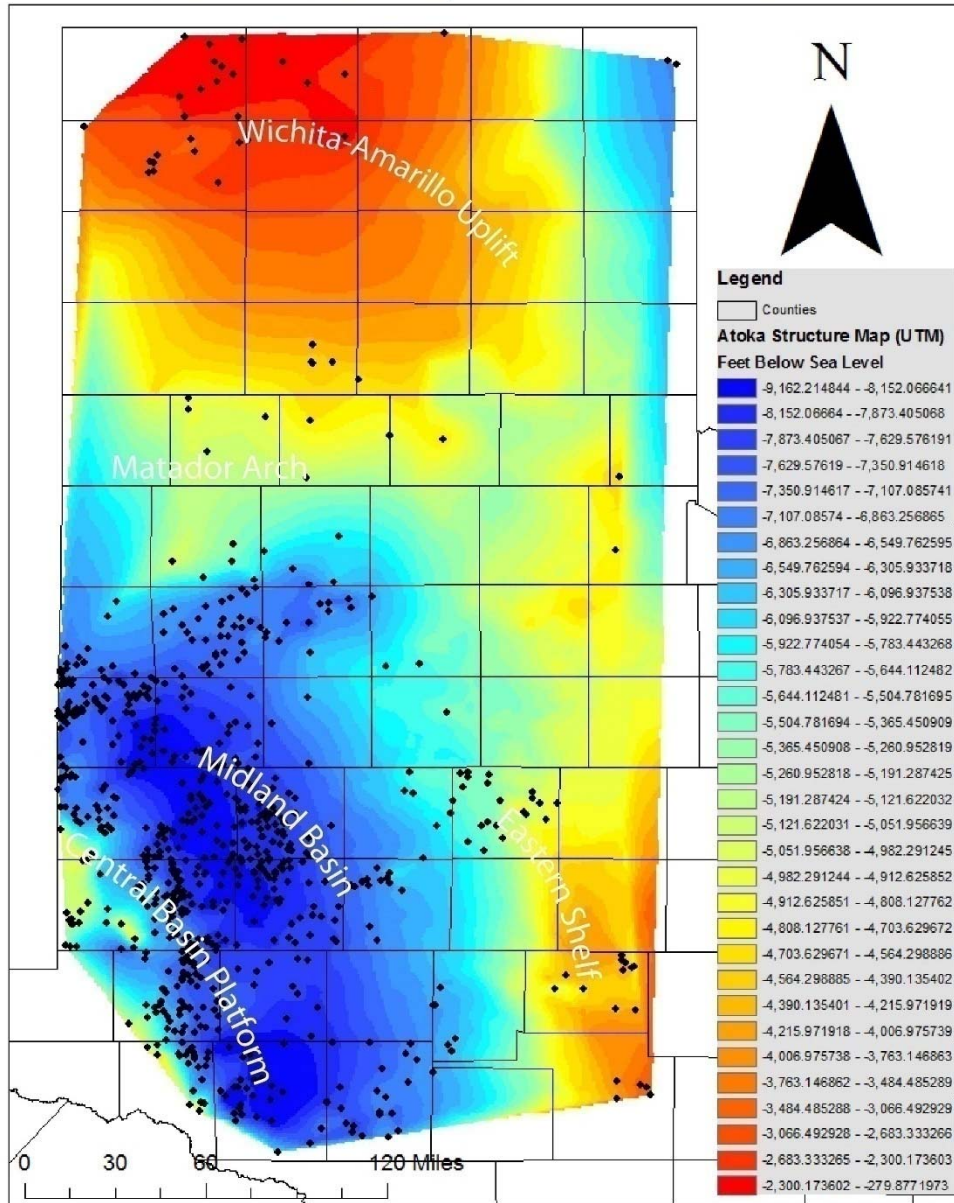 N
Wichita-Amarillo Uplift
Matador Arch
Midland Basin
Central Basin Platform
Eastern Shelf
Legend
Counties
Atoka Structure Map (UTM)
Feet Below Sea Level
-9,162.214844 - -8,152.066641
-8,152.06664 - -7,873.405068
-7,873.405067 - -7,629.576191
-7,629.57619 - -7,350.914618
-7,350.914617 - -7,107.085741
-7,107.08574 - -6,863.256865
-6,863.256864 - -6,549.762595
-6,549.762594 - -6,305.933718
-6,305.933717 - -6,096.937538
-6,096.937537 - -5,922.774055
-5,922.774054 - -5,783.443268
-5,783.443267 - -5,644.112482
-5,644.112481 - -5,504.781695
-5,504.781694 - -5,365.450909
-5,365.450908 - -5,260.952819
-5,260.952818 - -5,191.287425
-5,191.287424 - -5,121.622032
-5,121.622031 - -5,051.956639
-5,051.956638 - -4,982.291245
-4,982.291244 - -4,912.625852
-4,912.625851 - -4,808.127762
-4,808.127761 - -4,703.629672
-4,703.629671 - -4,564.298886
-4,564.298885 - -4,390.135402
-4,390.135401 - -4,215.971919
-4,215.971918 - -4,006.975739
-4,006.975738 - -3,763.146863
-3,763.146862 - -3,484.485289
-3,484.485288 - -3,066.492929
-3,066.492928 - -2,683.333266
-2,683.333265 - -2,300.173603
-2,300.173602 - -279.8771973
0 30 60 120 Miles